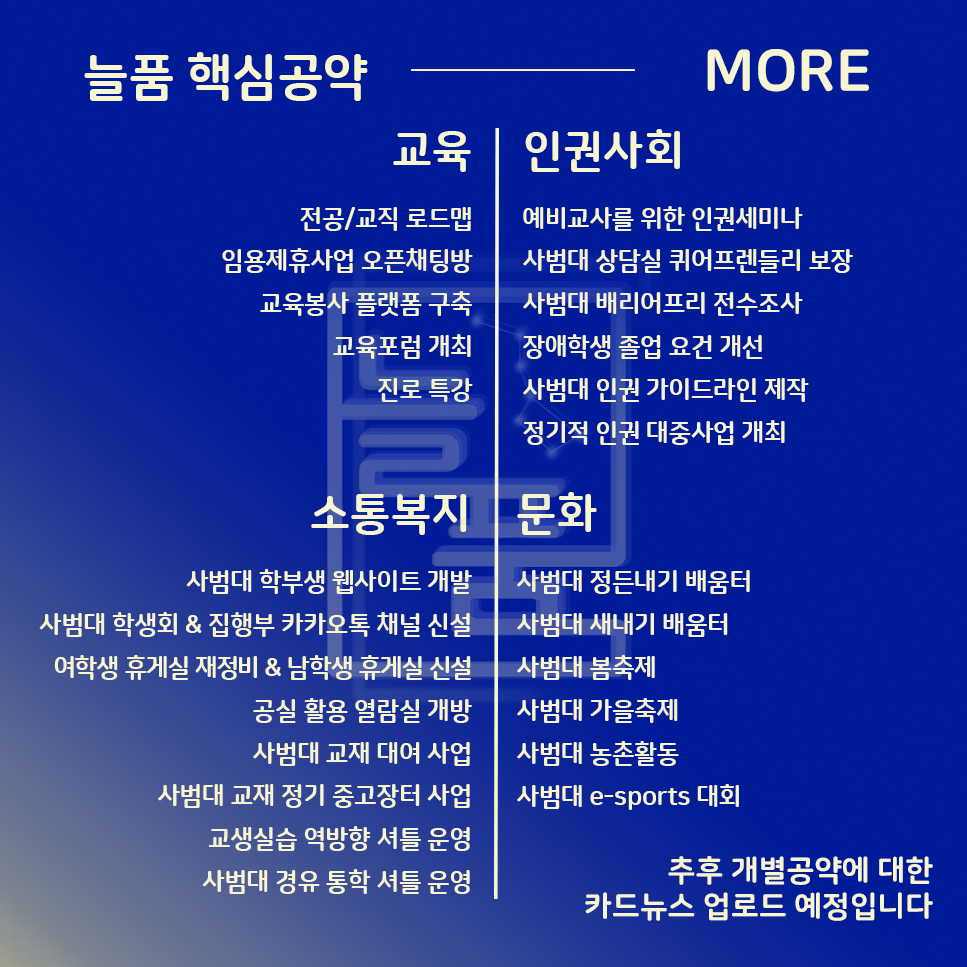 늘품 핵심공약
MORE
교육
전공/교직 로드맵
임용제휴사업 오픈채팅방
교육봉사 플랫폼 구축
교육포럼 개최
진로 특강
인권사회
예비교사를 위한 인권세미나
사범대 상담실 퀴어프렌들리 보장
사범대 배리어프리 전수조사
장애학생 졸업 요건 개선
사범대 인권 가이드라인 제작
정기적 인권 대중사업 개최
소통복지
사범대 학부생 웹사이트 개발
사범대 학생회 & 집행부 카카오톡 채널 신설
여학생 휴게실 재정비 & 남학생 휴게실 신설
공실 활용 열람실 개방
사범대 교재 대여 사업
사범대 교재 정기 중고장터 사업
교생실습 역방향 셔틀 운영
사범대 경유 통학 셔틀 운영
문화
사범대 정든내기 배움터
사범대 새내기 배움터
사범대 봄축제
사범대 가을축제
사범대 농촌활동
사범대 e-sports 대회
추후 개별공약에 대한
카드뉴스 업로드 예정입니다
늘품